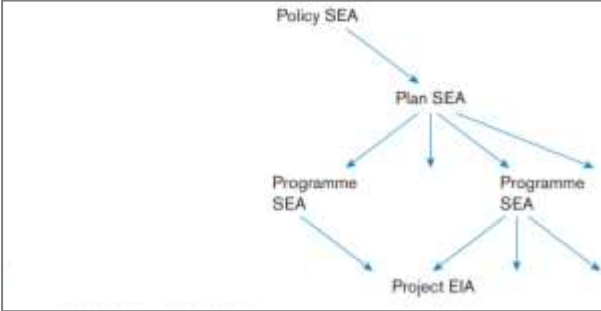 Policy SEA
Plan SEA
Programme
SEA
Programme
SEA
Project EIA